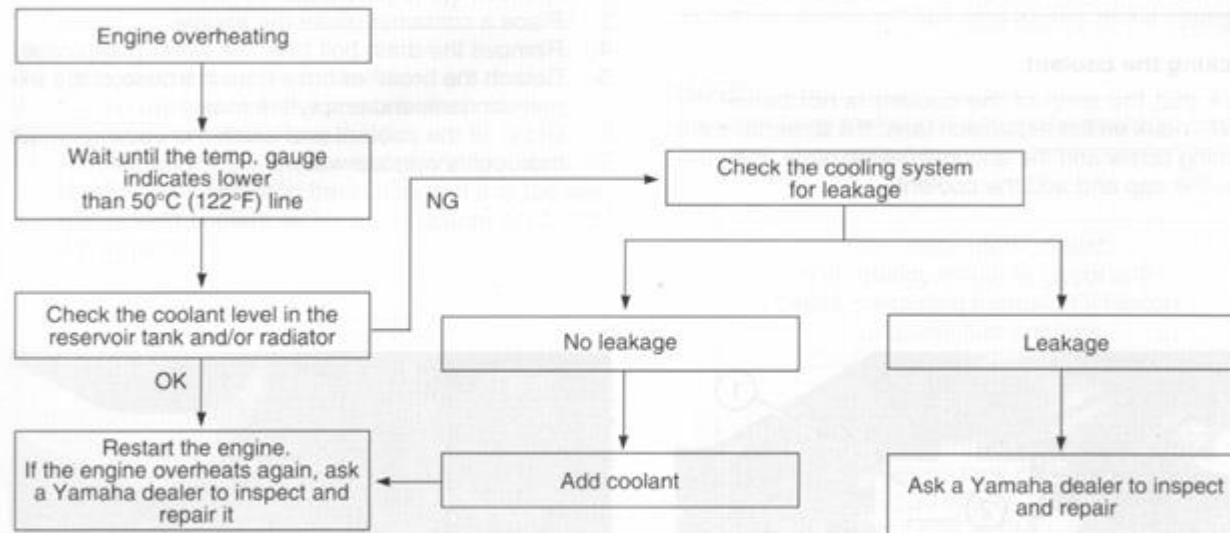 Engine overheating
Wait until the temp. gauge
indicates lower
than 50°C (122°F) line
NG
Check the cooling system
for leakage
Check the coolant level in the
reservoir tank and/or radiator
No leakage
Leakage
OK
Restart the engine.
If the engine overheats again, ask
a Yamaha dealer to inspect and
repair it
Add coolant
Ask a Yamaha dealer to inspect
and repair